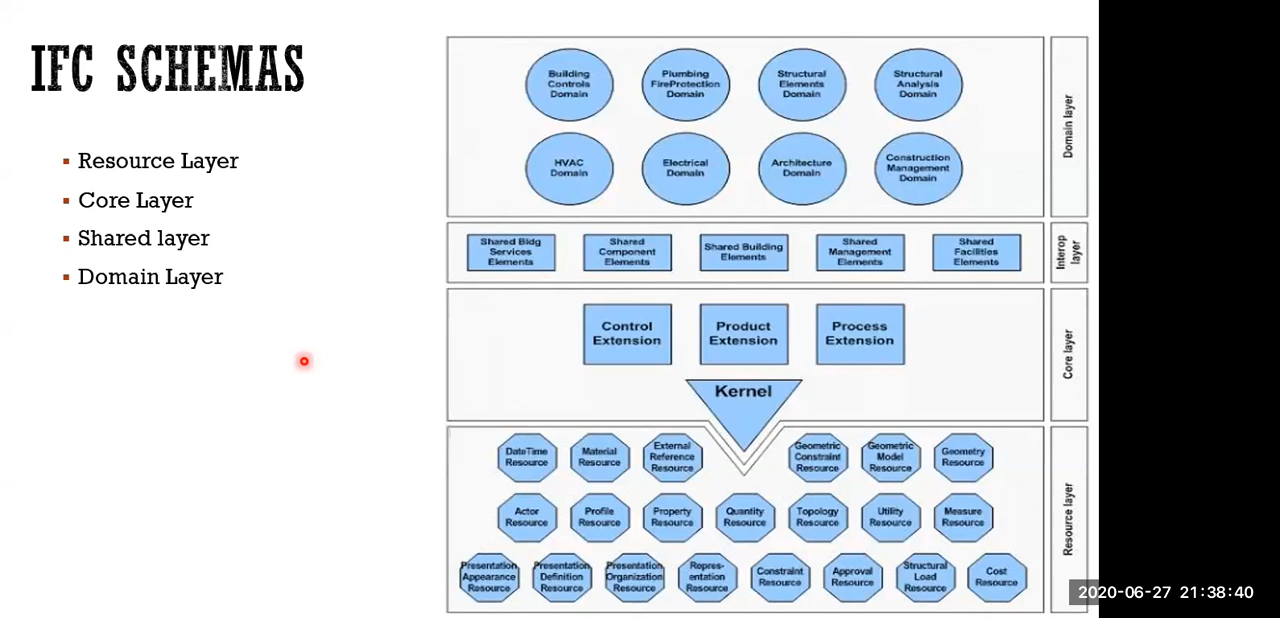 IFC SCHEMAS
Resource Layer
Core Layer
Shared layer
Domain Layer
Building
Controls
Domain
Plumbing
FireProtection
Domain
Structural
Elements
Domain
Structural
Analysis
Domain
HVAC
Domain
Electrical
Domain
Architecture
Domain
Construction
Management
Domain
Domain layer
Shared Bldg
Services
Elements
Shared
Component
Elements
Shared Building
Elements
Shared
Management
Elements
Shared
Facilities
Elements
Interop
layer
Control
Extension
Product
Extension
Process
Extension
Kernel
Core layer
DateTime
Resource
Material
Resource
External
Reference
Resource
Geometric
Constraint
Resource
Geometric
Model
Resource
Geometry
Resource
Actor
Resource
Profile
Resource
Property
Resource
Quantity
Resource
Topology
Resource
Utility
Resource
Measure
Resource
Presentation
Appearance
Resource
Presentation
Definition
Resource
Presentation
Organization
Resource
Repres-
entation
Resource
Constraint
Resource
Approval
Resource
Structural
Load
Resource
Cost
Resource
Resource layer
2020-06-27 21:38:40